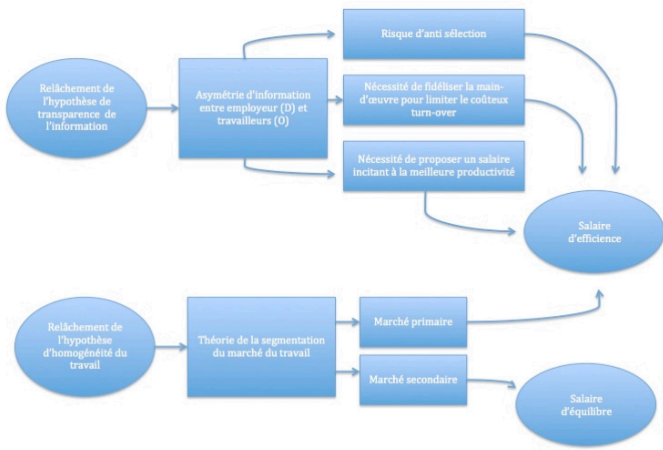 Risque d'anti sélection
Relâchement de
l'hypothèse de
transparence de
l'information
Asymétrie d'information
entre employeur (D) et
travailleurs (O)
Nécessité de fidéliser la main-
d'œuvre pour limiter le coûteux
turn-over
Nécessité de proposer un salaire
incitant à la meilleure productivité
Salaire
d'efficience
Relâchement de
l'hypothèse
d'homogénéité du
travail
Théorie de la segmentation
du marché du travail
Marché primaire
Marché secondaire
Salaire
d'équilibre